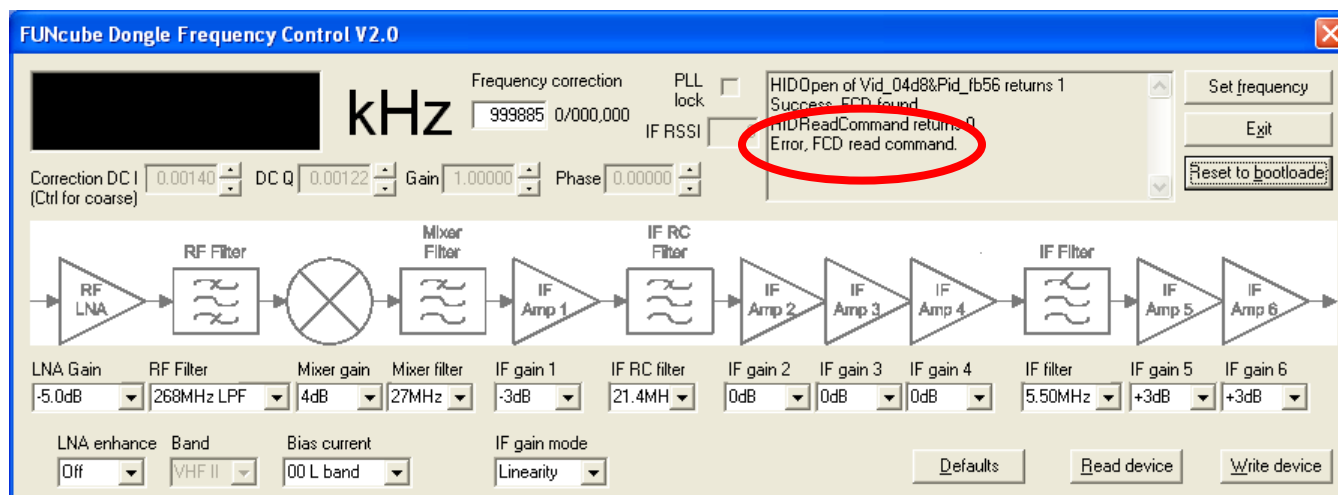 FUNcube Dongle Frequency Control V2.0
kHz
Frequency correction
999885 0/000,000
PLL lock
IF RSSI
HIDOpen of Vid_04d8&Pid_fb56 returns 1
Success, FCD found.
HIDReadCommand returns 0
Error, FCD read command.
Set frequency
Exit
Reset to bootloade
Correction DC I 0.00140 DC Q 0.00122 Gain 1.00000 Phase 0.00000
(Ctrl for coarse)
RF LNA
RF Filter
Mixer Filter
IF Amp 1
IF RC Filter
IF Amp 2
IF Amp 3
IF Amp 4
IF Filter
IF Amp 5
IF Amp 6
LNA Gain RF Filter Mixer gain Mixer filter IF gain 1 IF RC filter IF gain 2 IF gain 3 IF gain 4 IF filter IF gain 5 IF gain 6
-5.0dB 268MHz LPF 4dB 27MHz -3dB 21.4MH 0dB 0dB 0dB 5.50MHz +3dB +3dB
LNA enhance Band Bias current IF gain mode
Off VHF II 00 L band Linearity Defaults Read device Write device